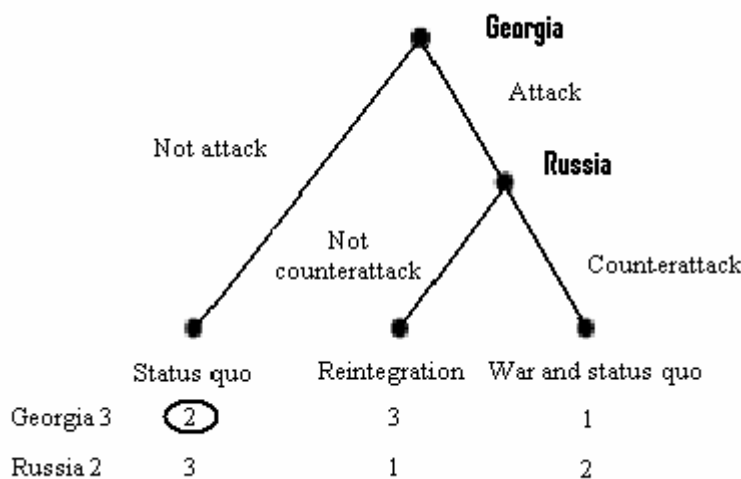 Georgia
Attack
Not attack
Russia
Not
counterattack
Counterattack
Status quo Reintegration War and status quo
Georgia 3 2 3 1
Russia 2 3 1 2